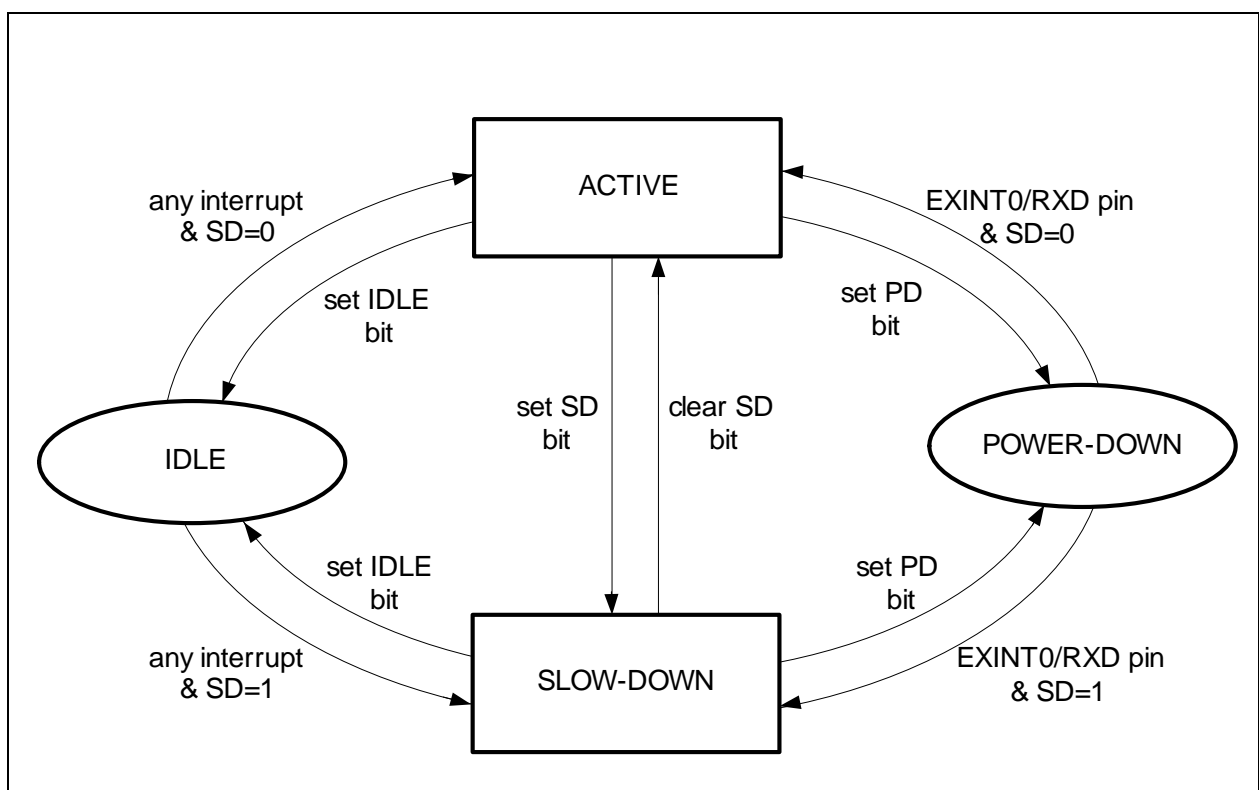 ACTIVE
any interrupt
& SD=0
EXINT0/RXD pin
& SD=0
set IDLE
bit
set PD
bit
set SD
bit
clear SD
bit
IDLE
POWER-DOWN
set IDLE
bit
set PD
bit
any interrupt
& SD=1
SLOW-DOWN
EXINT0/RXD pin
& SD=1